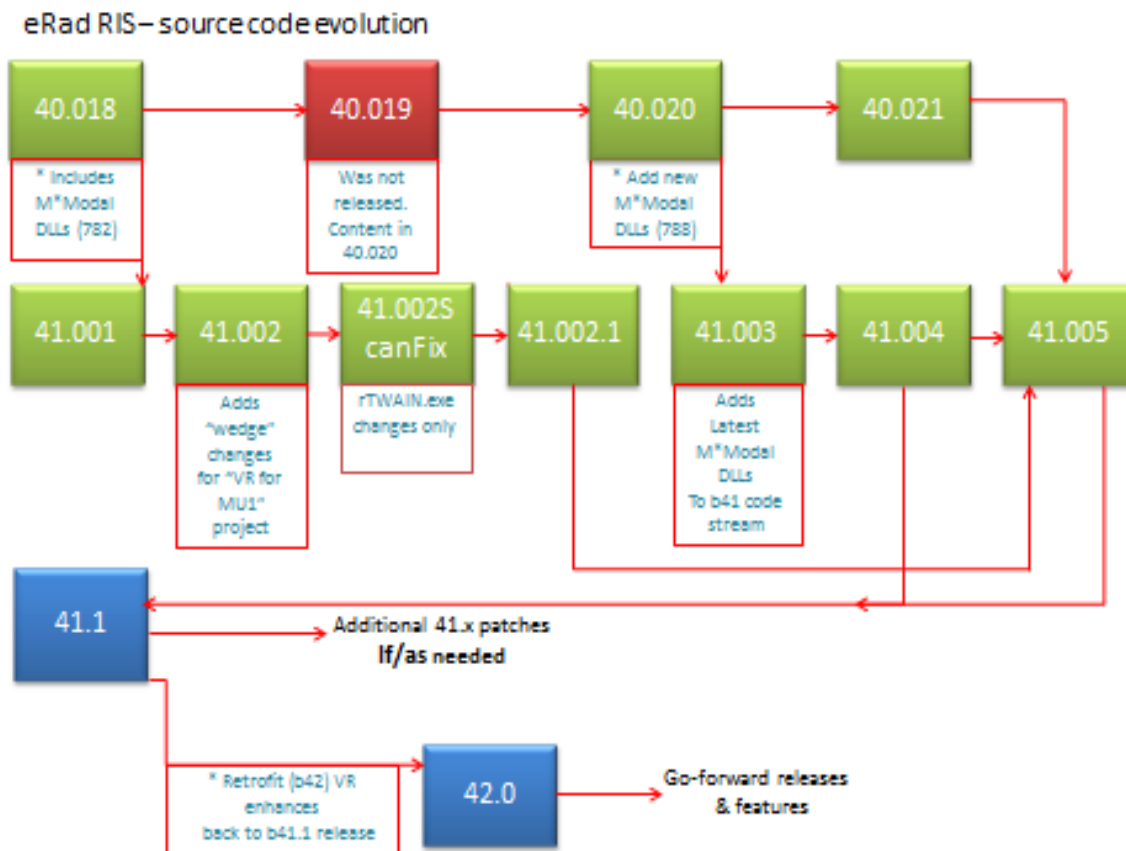 eRad RIS – source code evolution
40.018
40.019
40.020
40.021
* Includes
M*Modal
DLLs (782)
Was not
released.
Content in
40.020
* Add new
M*Modal
DLLs (788)
41.001
41.002
41.002S
canFix
41.002.1
41.003
41.004
41.005
Adds
"wedge"
changes
for "VR for
MU1"
project
rTWAIN.exe
changes only
Adds
Latest
M*Modal
DLLs
To b41 code
stream
41.1
Additional 41.x patches
If/as needed
* Retrofit (b42) VR
enhances
back to b41.1 release
42.0
Go-forward releases
& features